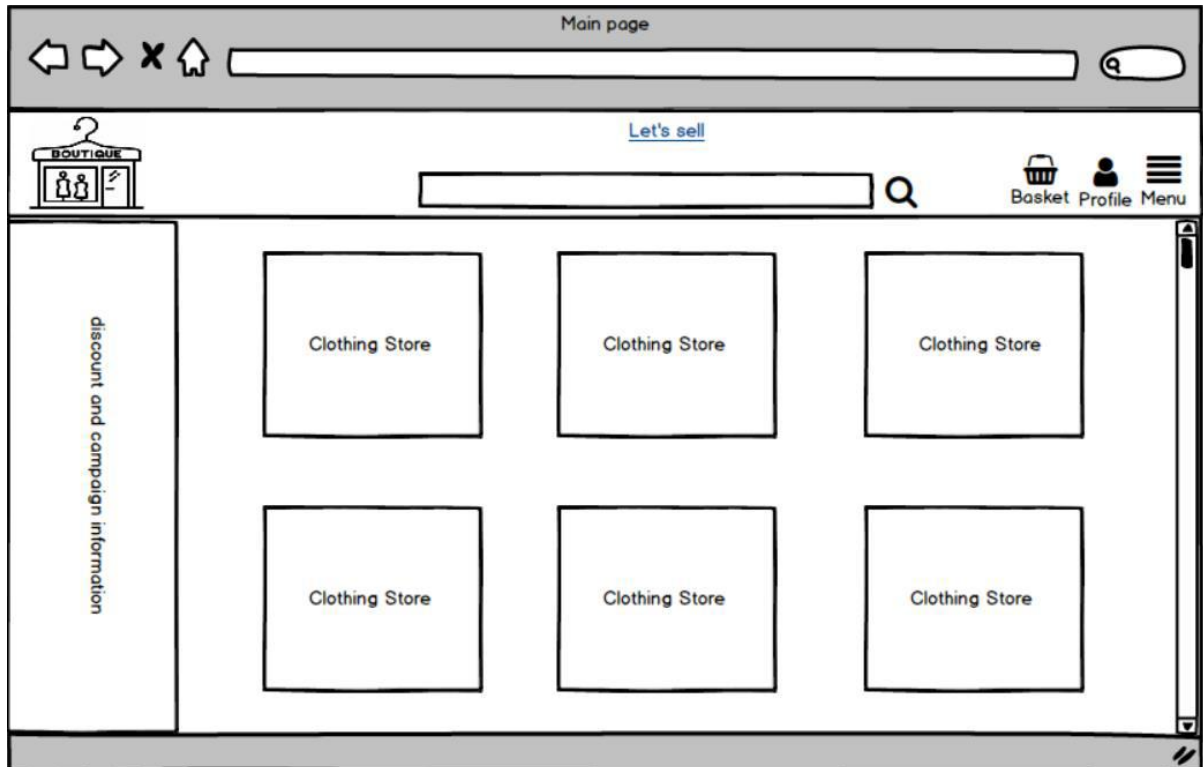 Main page
Let's sell
BOUTIQUE
Basket Profile Menu
discount and campaign information
Clothing Store Clothing Store Clothing Store
Clothing Store Clothing Store Clothing Store